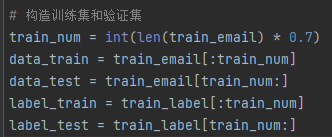 # 构造训练集和验证集
train_num = int(len(train_email) * 0.7)
data_train = train_email[:train_num]
data_test = train_email[train_num:]
label_train = train_label[:train_num]
label_test = train_label[train_num:]